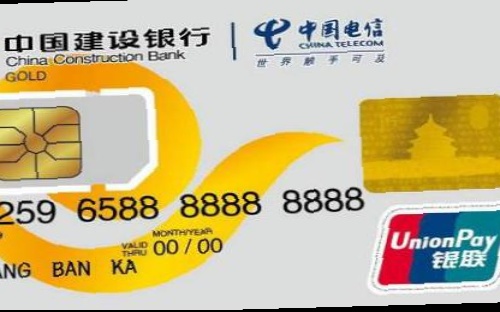 中国建设银行
China Construction Bank
GOLD
中国电信
CHINA TELECOM
世界触手可及
259 6588 8888 8888
MONTH/YEAR
VALID THRU 00/00
ANG BAN KA
UnionPay
银联